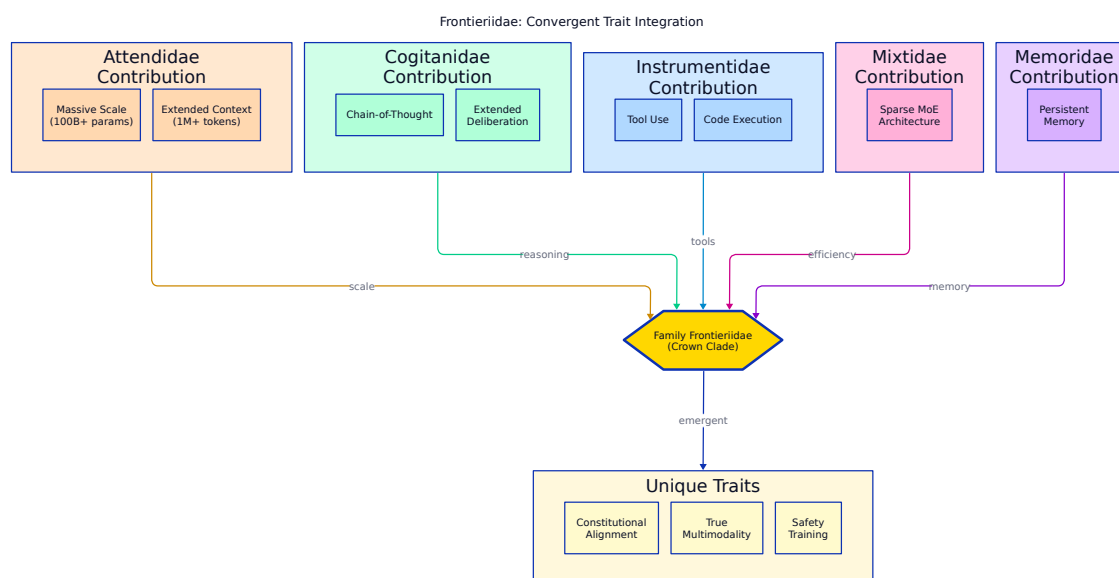 Frontieriidae: Convergent Trait Integration
Attendidae
Contribution
Massive Scale
(100B+ params)
Extended Context
(1M+ tokens)
Cogitanidae
Contribution
Chain-of-Thought
Extended
Deliberation
Instrumentidae
Contribution
Tool Use
Code Execution
Mixtidae
Contribution
Sparse MoE
Architecture
Memoridae
Contribution
Persistent
Memory
scale
reasoning
tools
efficiency
memory
Family Frontieriidae
(Crown Clade)
emergent
Unique Traits
Constitutional
Alignment
True
Multimodality
Safety
Training